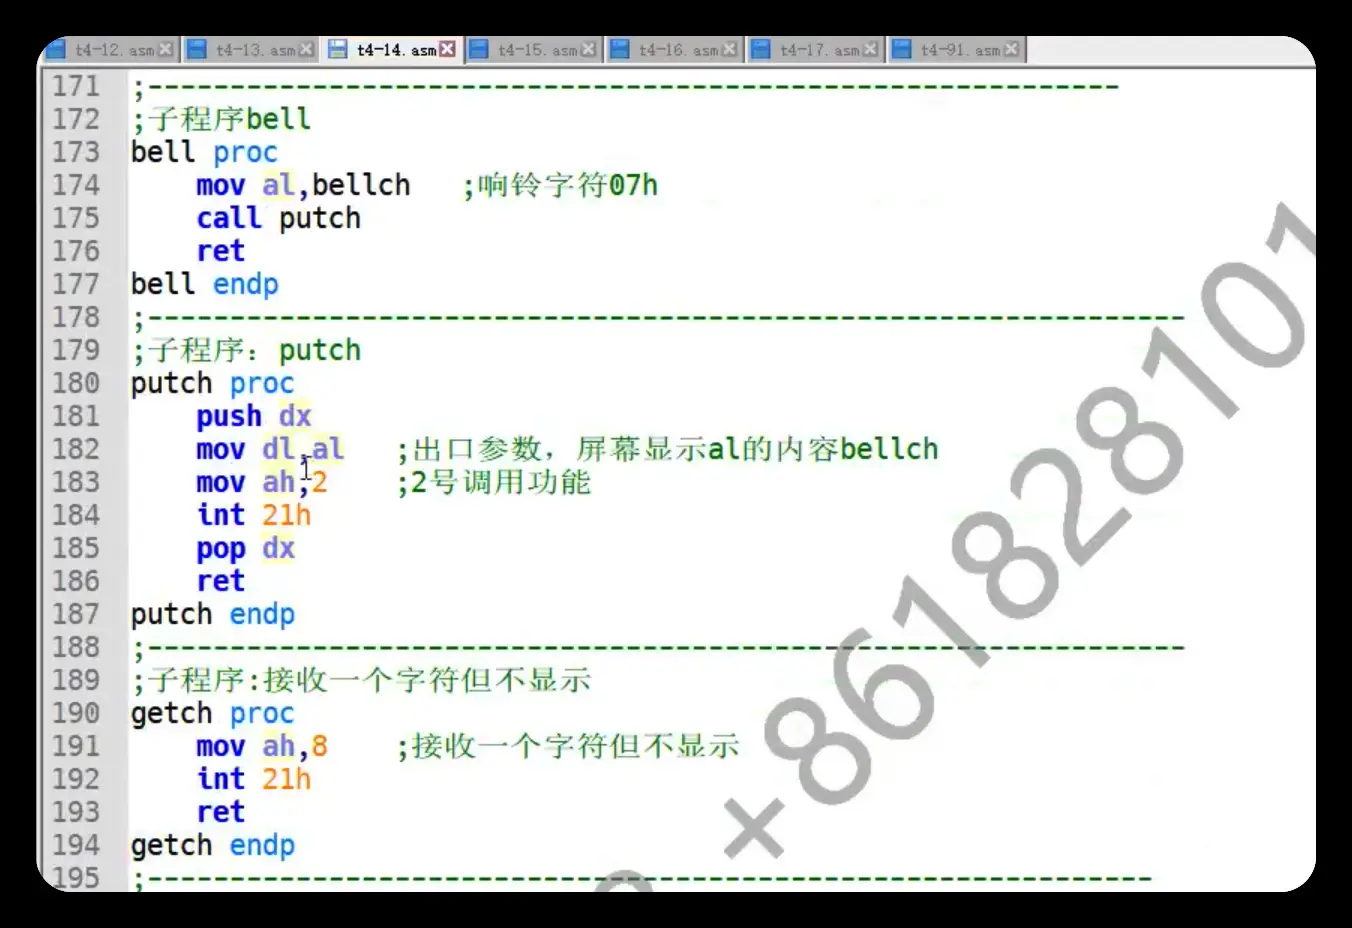 t4-12.asm t4-13.asm t4-14.asm t4-15.asm t4-16.asm t4-17.asm t4-91.asm
171 ;-----------------------------------------------------------
172 ;子程序bell
173 bell proc
174 mov al,bellch ;响铃字符07h
175 call putch
176 ret
177 bell endp
178 ;---------------------------------------------------------------
179 ;子程序：putch
180 putch proc
181 push dx
182 mov dl,al ;出口参数，屏幕显示al的内容bellch
183 mov ah,2 ;2号调用功能
184 int 21h
185 pop dx
186 ret
187 putch endp
188 ;---------------------------------------------------------------
189 ;子程序:接收一个字符但不显示
190 getch proc
191 mov ah,8 ;接收一个字符但不显示
192 int 21h
193 ret
194 getch endp
195 ;-------------------------------------------------------------
+861828101